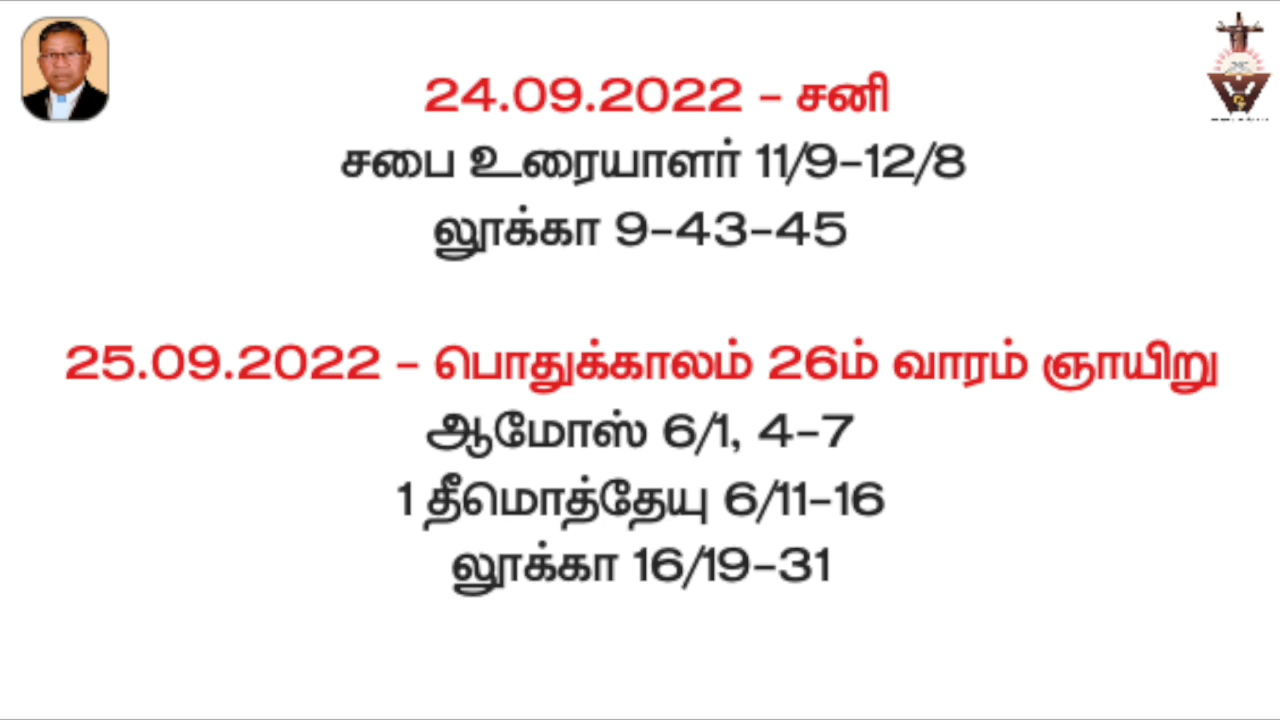 24.09.2022 - சனி
சபை உரையாளர் 11/9-12/8
லூக்கா 9-43-45
25.09.2022 - பொதுக்காலம் 26ம் வாரம் ஞாயிறு
ஆமோஸ் 6/1, 4-7
1 தீமொத்தேயு 6/11-16
லூக்கா 16/19-31